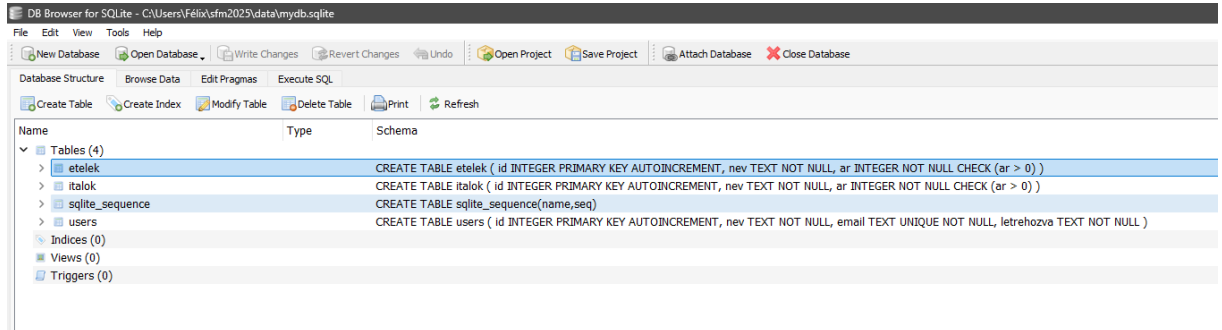 DB Browser for SQLite - C:\Users\Félix\sfm2025\data\mydb.sqlite
File Edit View Tools Help
New Database Open Database Write Changes Revert Changes Undo Open Project Save Project Attach Database Close Database
Database Structure Browse Data Edit Pragmas Execute SQL
Create Table Create Index Modify Table Delete Table Print Refresh
Name Type Schema
Tables (4)
etelek CREATE TABLE etelek ( id INTEGER PRIMARY KEY AUTOINCREMENT, nev TEXT NOT NULL, ar INTEGER NOT NULL CHECK (ar > 0) )
italok CREATE TABLE italok ( id INTEGER PRIMARY KEY AUTOINCREMENT, nev TEXT NOT NULL, ar INTEGER NOT NULL CHECK (ar > 0) )
sqlite_sequence CREATE TABLE sqlite_sequence(name,seq)
users CREATE TABLE users ( id INTEGER PRIMARY KEY AUTOINCREMENT, nev TEXT NOT NULL, email TEXT UNIQUE NOT NULL, letrehozva TEXT NOT NULL )
Indices (0)
Views (0)
Triggers (0)